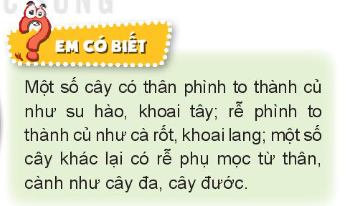 EM CÓ BIẾT
Một số cây có thân phình to thành củ
như su hào, khoai tây; rễ phình to
thành củ như cà rốt, khoai lang; một số
cây khác lại có rễ phụ mọc từ thân,
cành như cây đa, cây đước.